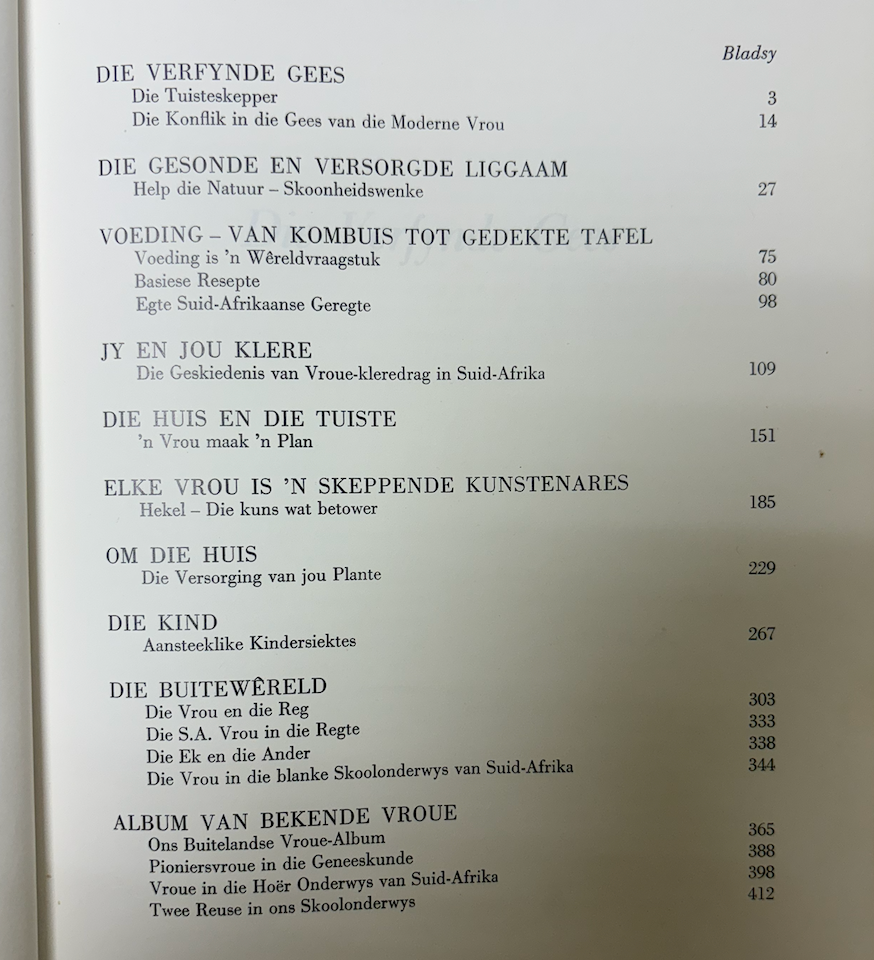 Bladsy
DIE VERFYNDE GEES
Die Tuisteskepper 3
Die Konflik in die Gees van die Moderne Vrou 14
DIE GESONDE EN VERSORGDE LIGGAAM
Help die Natuur – Skoonheidswenke 27
VOEDING – VAN KOMBUIS TOT GEDEKTE TAFEL
Voeding is 'n Wêreldvraagstuk 75
Basiese Resepte 80
Egte Suid-Afrikaanse Geregte 98
JY EN JOU KLERE
Die Geskiedenis van Vroue-kleredrag in Suid-Afrika 109
DIE HUIS EN DIE TUISTE
'n Vrou maak 'n Plan 151
ELKE VROU IS 'N SKEPPENDE KUNSTENARES
Hekel – Die kuns wat betower 185
OM DIE HUIS
Die Versorging van jou Plante 229
DIE KIND
Aansteeklike Kindersiektes 267
DIE BUITEWÊRELD
Die Vrou en die Reg 303
Die S.A. Vrou in die Regte 333
Die Ek en die Ander 338
Die Vrou in die blanke Skoolonderwys van Suid-Afrika 344
ALBUM VAN BEKENDE VROUE
Ons Buitelandse Vroue-Album 365
Pioniersvroue in die Geneeskunde 388
Vroue in die Hoër Onderwys van Suid-Afrika 398
Twee Reuse in ons Skoolonderwys 412